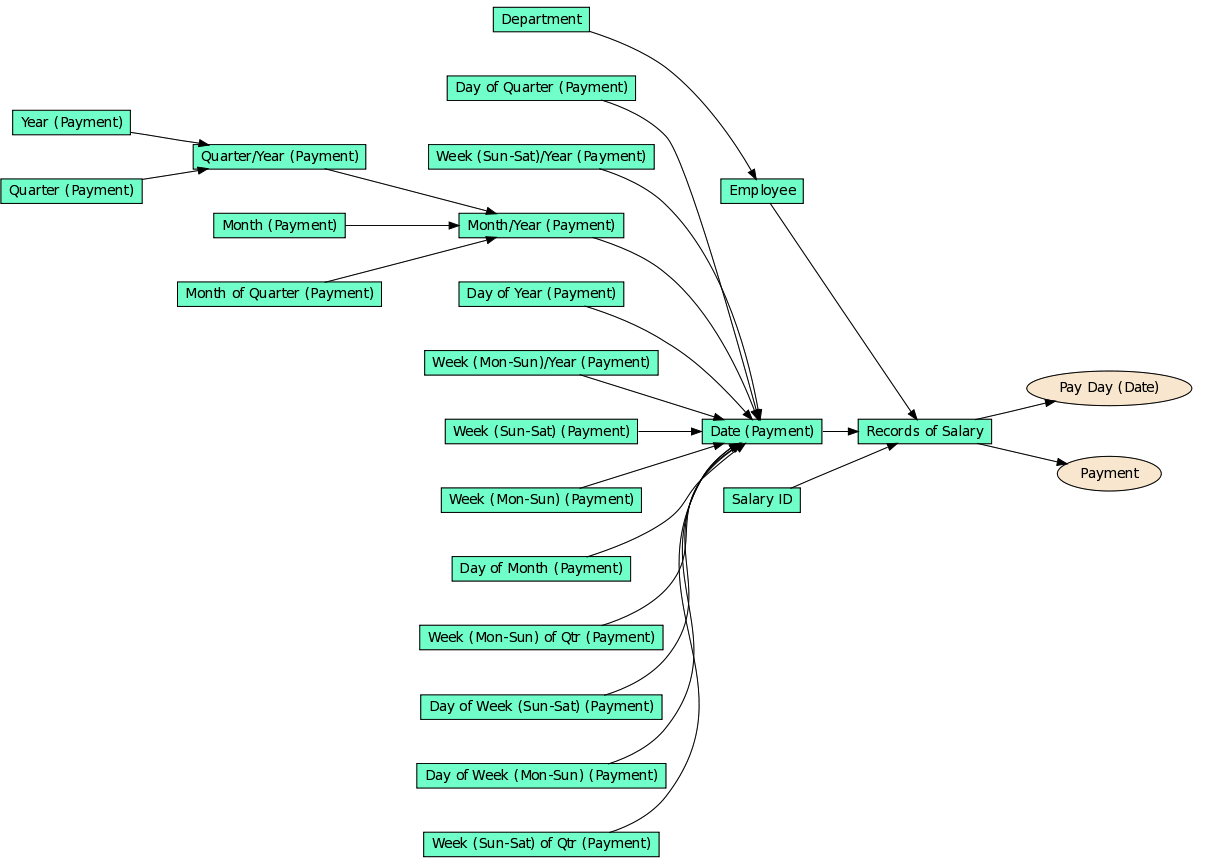 Department
Day of Quarter (Payment)
Year (Payment)
Quarter/Year (Payment)
Week (Sun-Sat)/Year (Payment)
Quarter (Payment)
Employee
Month (Payment)
Month/Year (Payment)
Month of Quarter (Payment)
Day of Year (Payment)
Week (Mon-Sun)/Year (Payment)
Pay Day (Date)
Week (Sun-Sat) (Payment)
Date (Payment)
Records of Salary
Payment
Week (Mon-Sun) (Payment)
Salary ID
Day of Month (Payment)
Week (Mon-Sun) of Qtr (Payment)
Day of Week (Sun-Sat) (Payment)
Day of Week (Mon-Sun) (Payment)
Week (Sun-Sat) of Qtr (Payment)